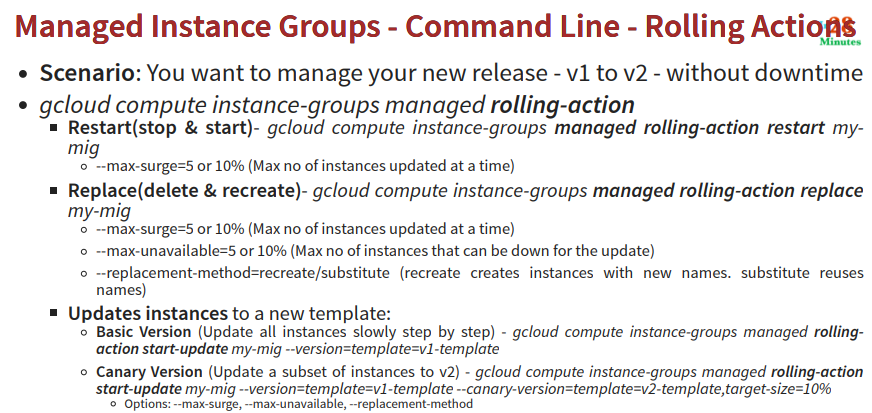 Managed Instance Groups - Command Line - Rolling Actions
28
Minutes
Scenario: You want to manage your new release - v1 to v2 - without downtime
gcloud compute instance-groups managed rolling-action
Restart(stop & start)- gcloud compute instance-groups managed rolling-action restart my-
mig
--max-surge=5 or 10% (Max no of instances updated at a time)
Replace(delete & recreate)- gcloud compute instance-groups managed rolling-action replace
my-mig
--max-surge=5 or 10% (Max no of instances updated at a time)
--max-unavailable=5 or 10% (Max no of instances that can be down for the update)
--replacement-method=recreate/substitute (recreate creates instances with new names. substitute reuses
names)
Updates instances to a new template:
Basic Version (Update all instances slowly step by step) - gcloud compute instance-groups managed rolling-
action start-update my-mig --version=template=v1-template
Canary Version (Update a subset of instances to v2) - gcloud compute instance-groups managed rolling-action
start-update my-mig --version=template=v1-template --canary-version=template=v2-template,target-size=10%
Options: --max-surge, --max-unavailable, --replacement-method